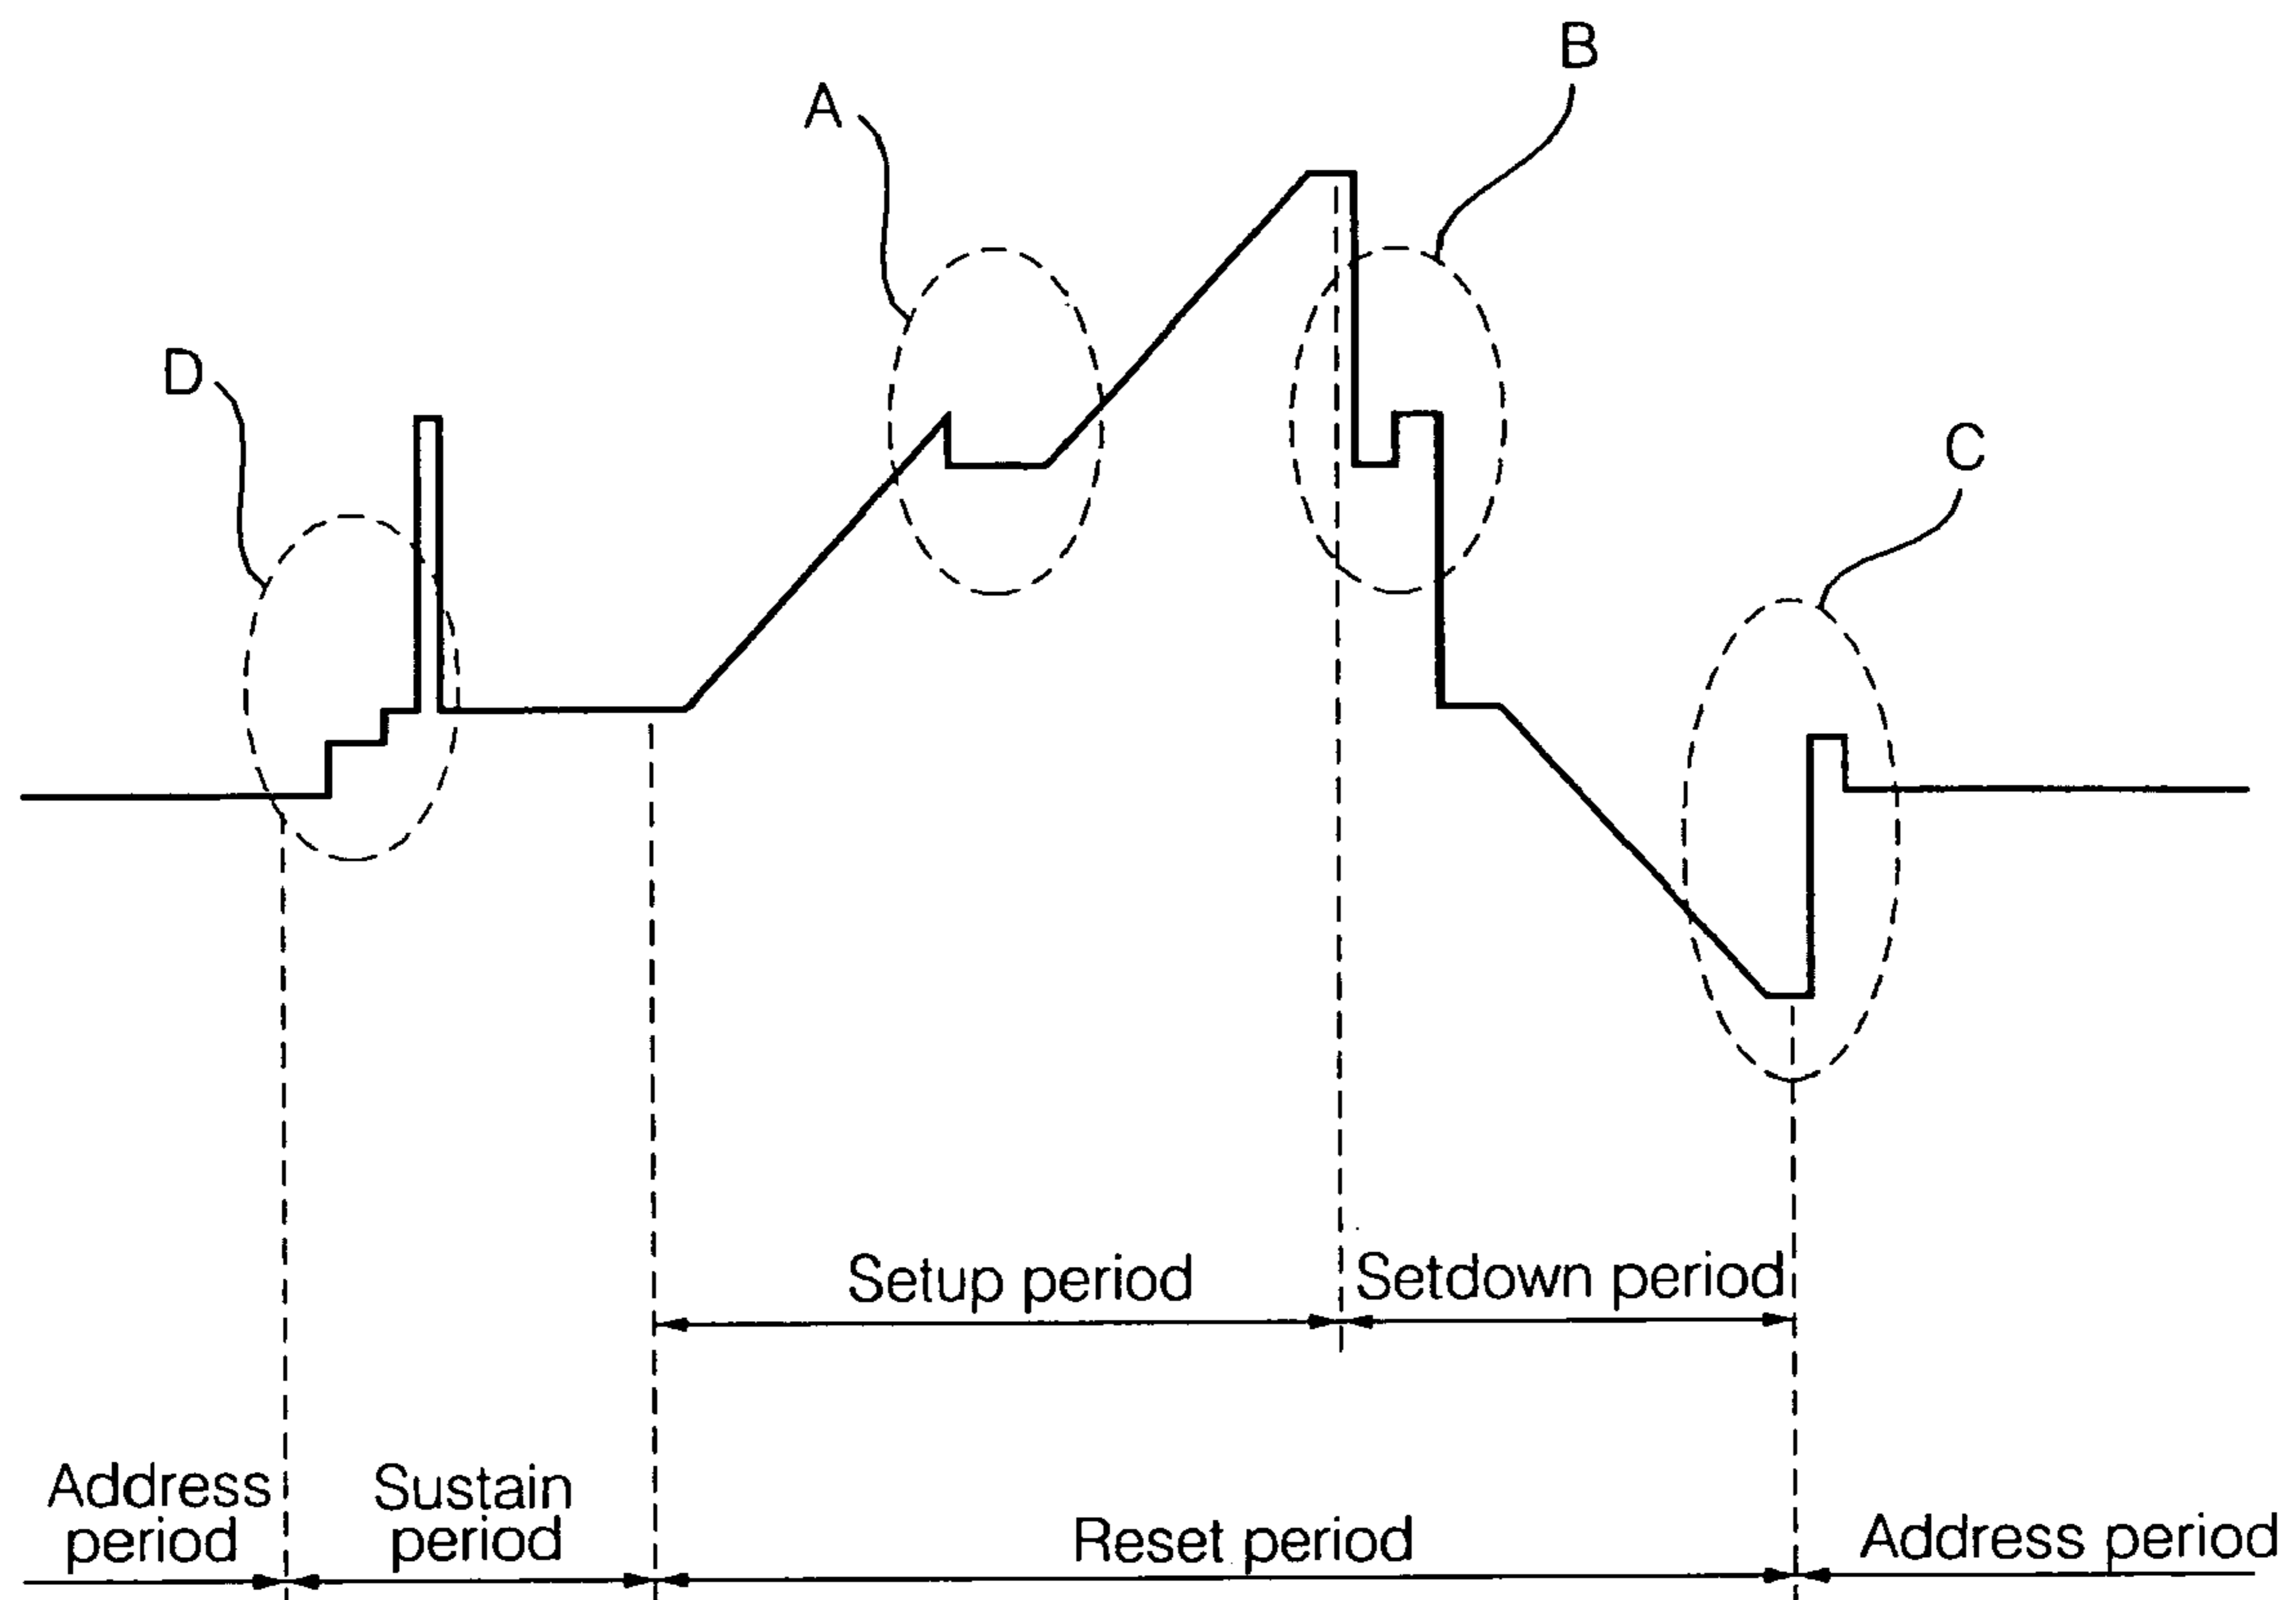 B
A
D
C
Setup period
Setdown period
Address
period
Sustain
period
Reset period
Address period